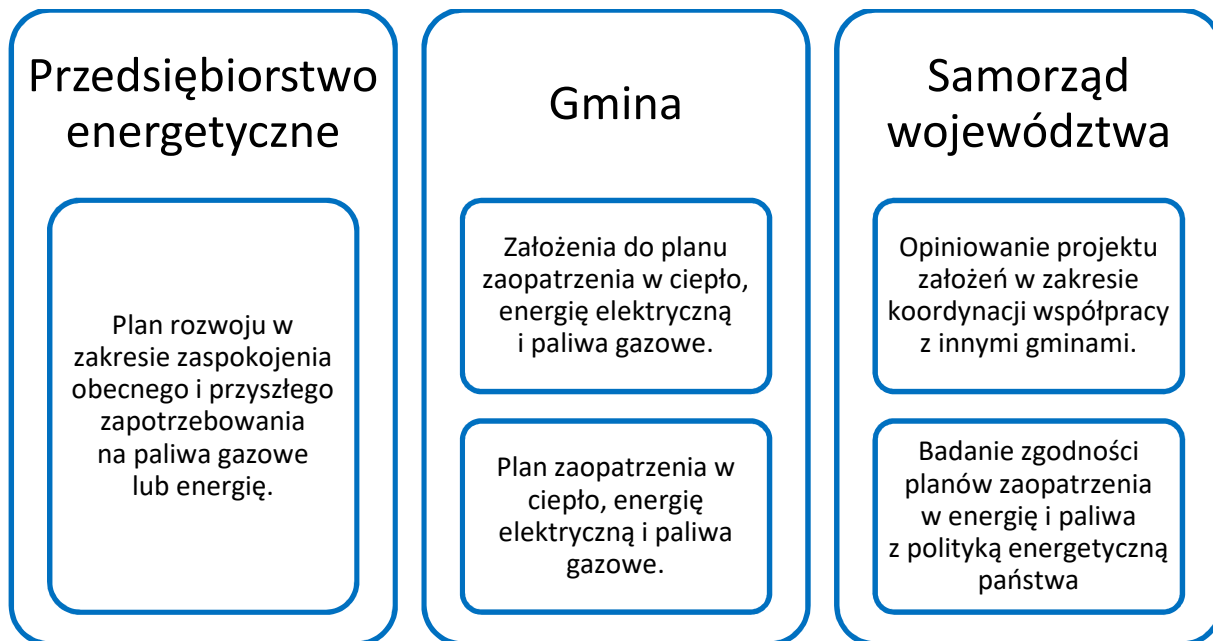 Przedsiębiorstwo
energetyczne
Plan rozwoju w
zakresie zaspokojenia
obecnego i przyszłego
zapotrzebowania
na paliwa gazowe
lub energię.
Gmina
Założenia do planu
zaopatrzenia w ciepło,
energię elektryczną
i paliwa gazowe.
Plan zaopatrzenia w
ciepło, energię
elektryczną i paliwa
gazowe.
Samorząd
województwa
Opiniowanie projektu
założeń w zakresie
koordynacji współpracy
z innymi gminami.
Badanie zgodności
planów zaopatrzenia
w energię i paliwa
z polityką energetyczną
państwa